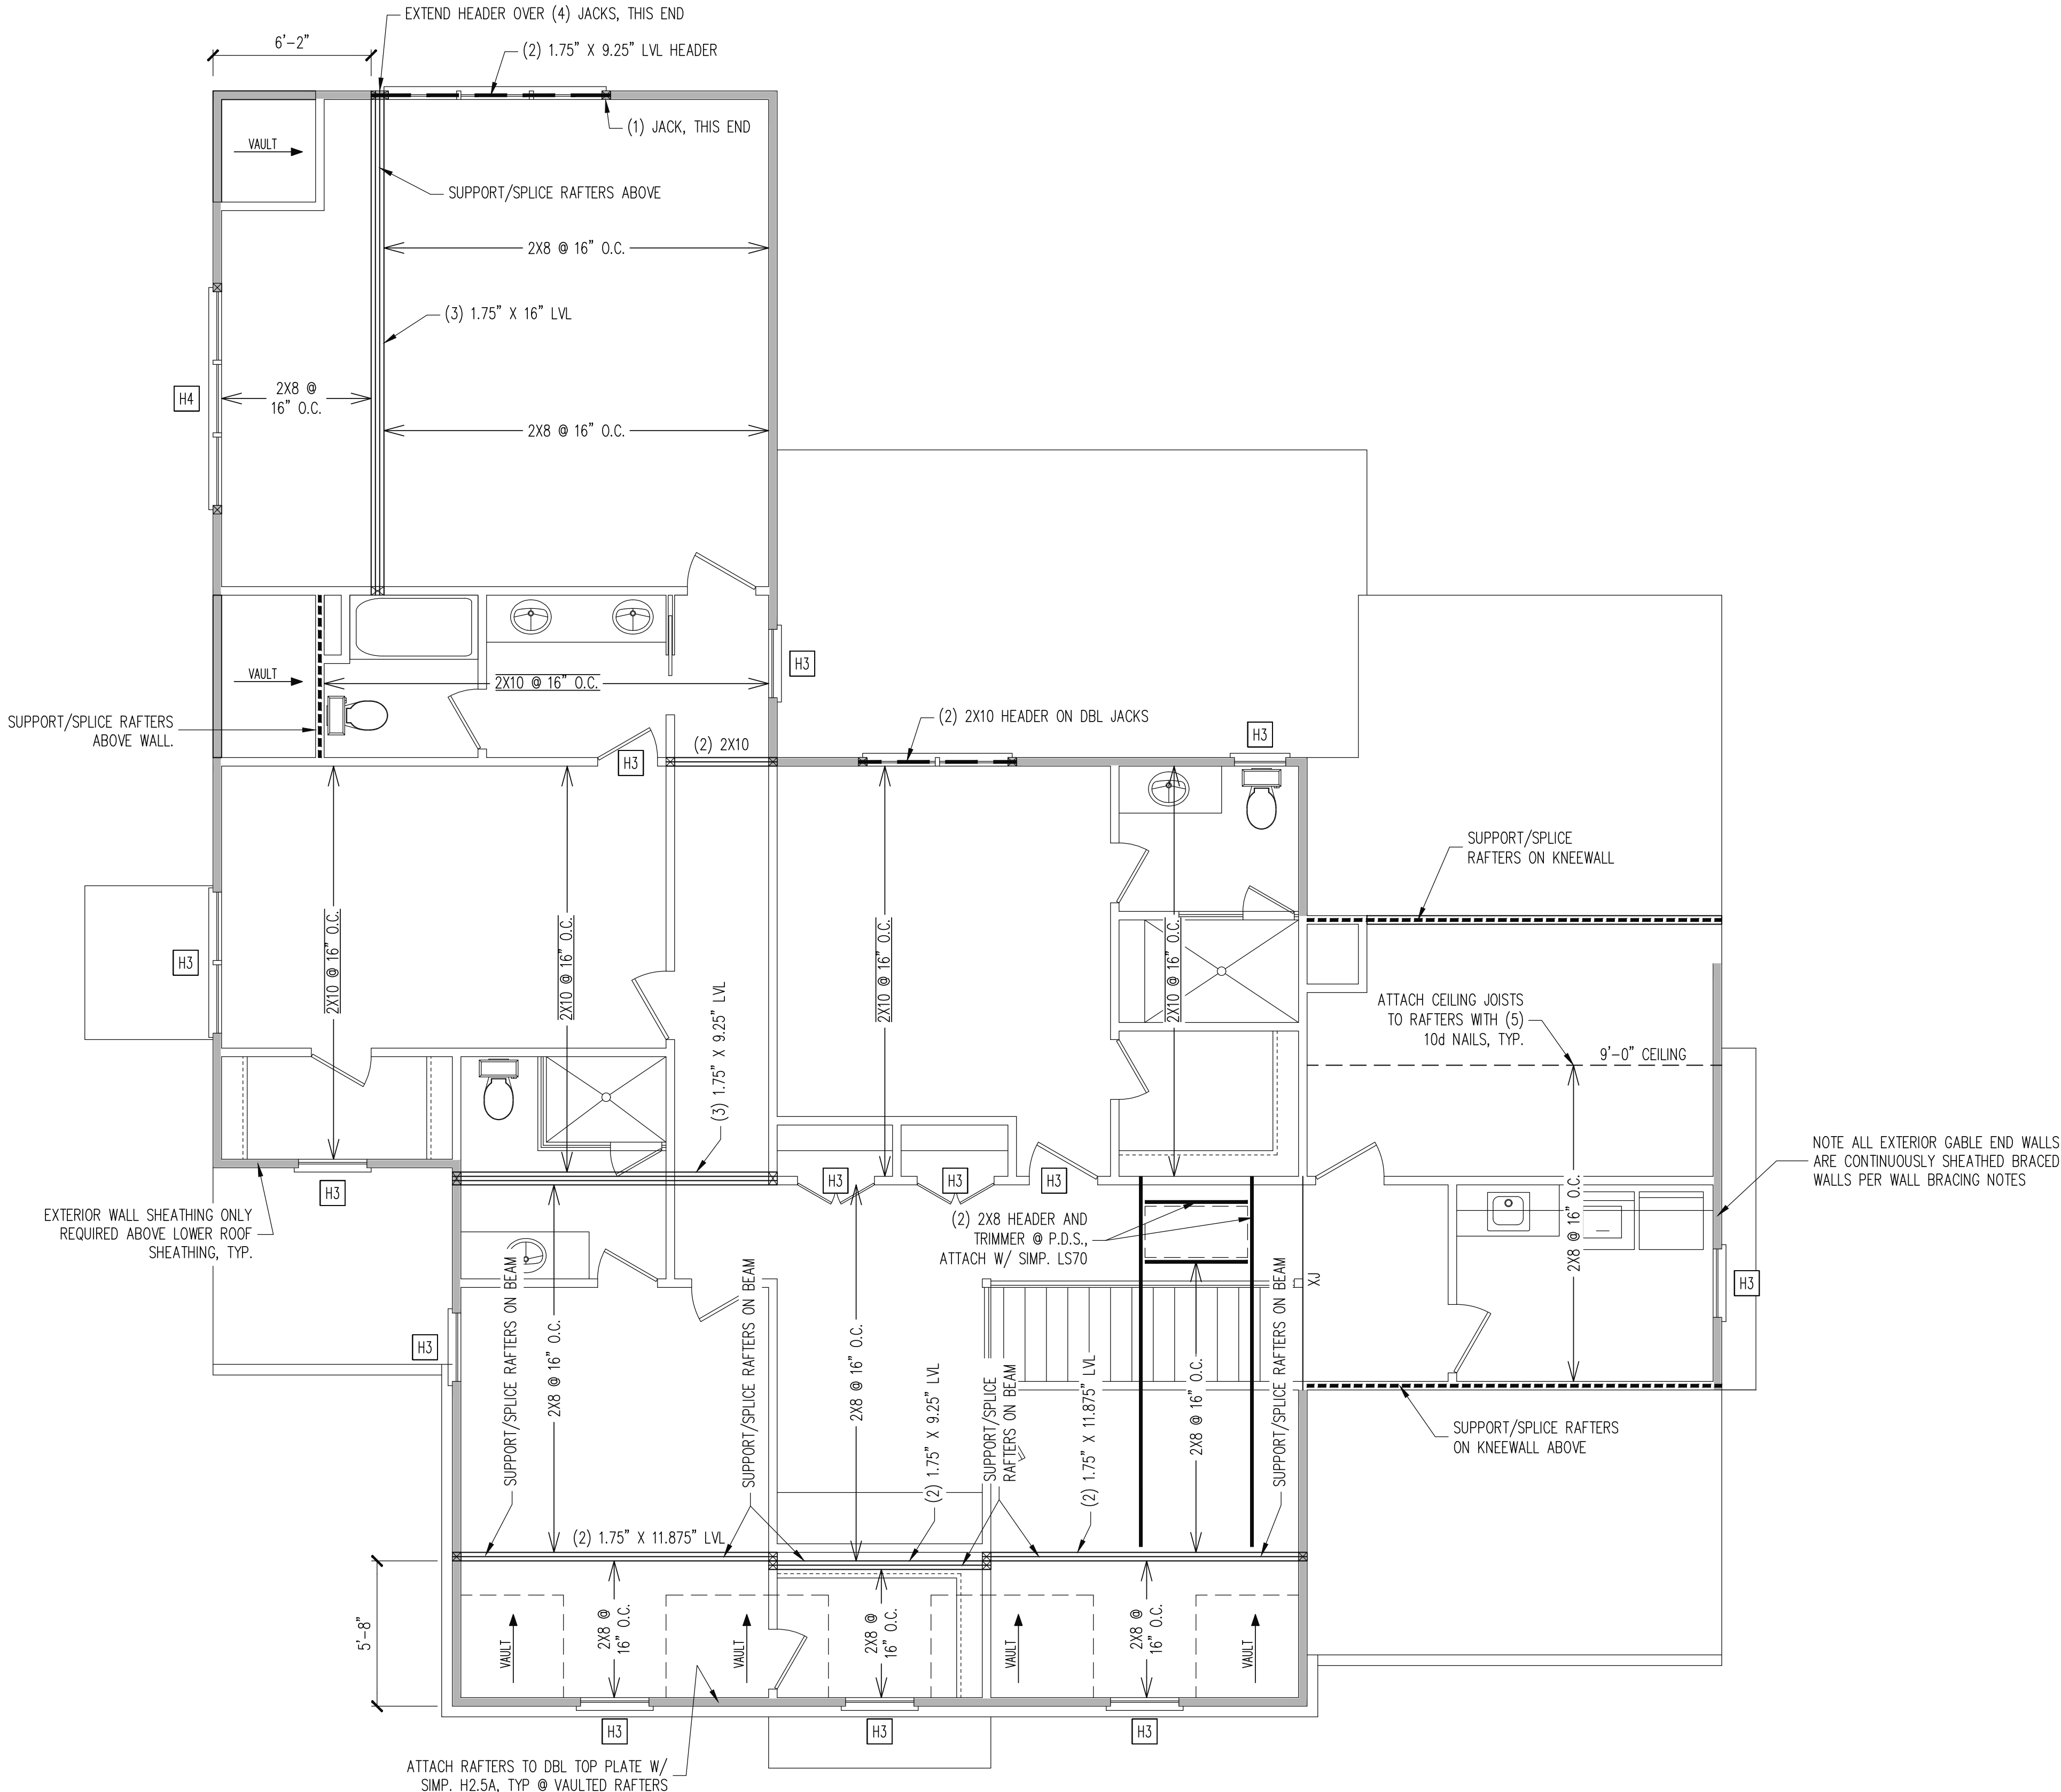 EXTEND HEADER OVER (4) JACKS, THIS END
6'-2"
(2) 1.75" X 9.25" LVL HEADER
(1) JACK, THIS END
VAULT
SUPPORT/SPLICE RAFTERS ABOVE
2X8 @ 16" O.C.
(3) 1.75" X 16" LVL
H4
2X8 @
16" O.C.
2X8 @ 16" O.C.
H3
VAULT
2X10 @ 16" O.C.
SUPPORT/SPLICE RAFTERS
ABOVE WALL.
(2) 2X10 HEADER ON DBL JACKS
(2) 2X10
H3
H3
SUPPORT/SPLICE
RAFTERS ON KNEEWALL
H3
2X10 @ 16" O.C.
2X10 @ 16" O.C.
2X10 @ 16" O.C.
2X10 @ 16" O.C.
ATTACH CEILING JOISTS
TO RAFTERS WITH (5)
10d NAILS, TYP.
9'-0" CEILING
(3) 1.75" X 9.25" LVL
NOTE ALL EXTERIOR GABLE END WALLS
ARE CONTINUOUSLY SHEATHED BRACED
WALLS PER WALL BRACING NOTES
H3
H3
H3
H3
EXTERIOR WALL SHEATHING ONLY
REQUIRED ABOVE LOWER ROOF
SHEATHING, TYP.
(2) 2X8 HEADER AND
TRIMMER @ P.D.S.,
ATTACH W/ SIMP. LS70
2X8 @ 16" O.C.
XJ
H3
H3
SUPPORT/SPLICE RAFTERS ON BEAM
2X8 @ 16" O.C.
SUPPORT/SPLICE RAFTERS ON BEAM
2X8 @ 16" O.C.
(2) 1.75" X 9.25" LVL
SUPPORT/SPLICE
RAFTERS ON BEAM
(2) 1.75" X 11.875" LVL
2X8 @ 16" O.C.
SUPPORT/SPLICE RAFTERS ON BEAM
SUPPORT/SPLICE RAFTERS
ON KNEEWALL ABOVE
(2) 1.75" X 11.875" LVL
5'-8"
VAULT
2X8 @
16" O.C.
VAULT
2X8 @
16" O.C.
VAULT
2X8 @
16" O.C.
VAULT
H3
H3
H3
ATTACH RAFTERS TO DBL TOP PLATE W/
SIMP. H2.5A, TYP @ VAULTED RAFTERS